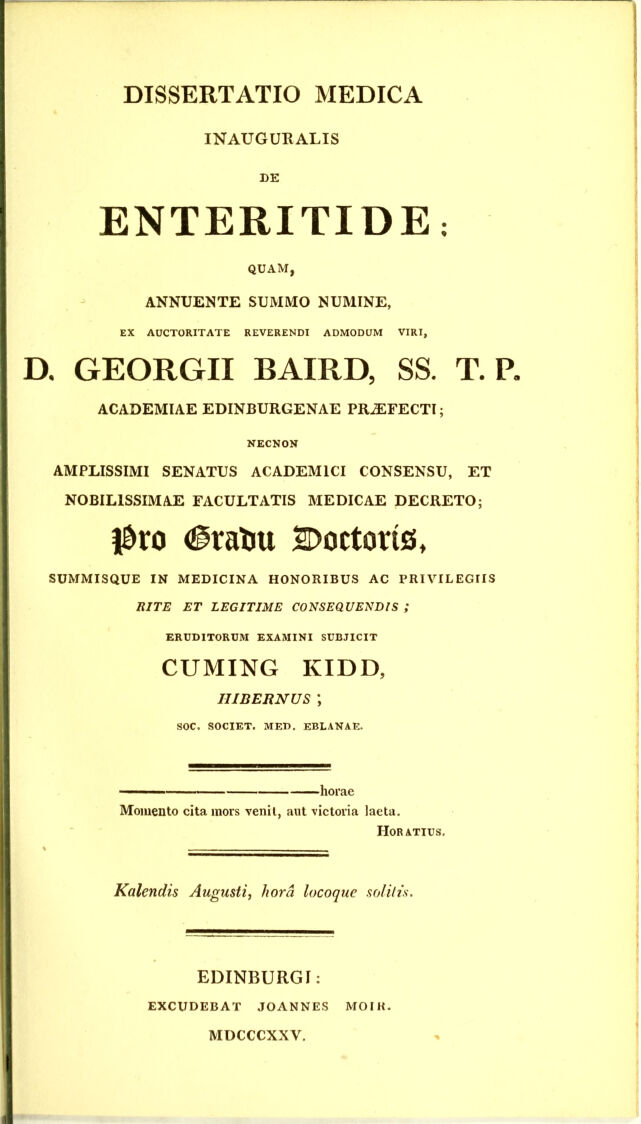 DISSERTATIO MEDICA
INAUGURALIS
DE
ENTERITIDE:
QUAM,
ANNUENTE SUMMO NUMINE,
EX AUCTORITATE REVERENDI ADMODUM VIRI,
D. GEORGII BAIRD, SS. T. P.
ACADEMIAE EDINBURGENAE PRÆFECTI;
NECNON
AMPLISSIMI SENATUS ACADEMICI CONSENSU, ET
NOBILISSIMAE FACULTATIS MEDICAE DECRETO;
Pro Gradu Doctoris,
SUMMISQUE IN MEDICINA HONORIBUS AC PRIVILEGIIS
RITE ET LEGITIME CONSEQUENDIS;
ERUDITORUM EXAMINI SUBJICIT
CUMING KIDD,
HIBERNUS;
SOC. SOCIET. MED. EBLANAE.
————horae
Momento cita mors venit, aut victoria laeta.
HORATIUS.
Kalendis Augusti, horâ locoque solitis.
EDINBURGI:
EXCUDEBAT JOANNES MOIR.
MDCCCXXV.